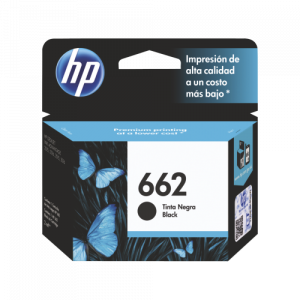 hp
Impresión de
alta calidad
a un costo
más bajo*
Premium printing
at a lower cost*
662
Tinta Negra
Black